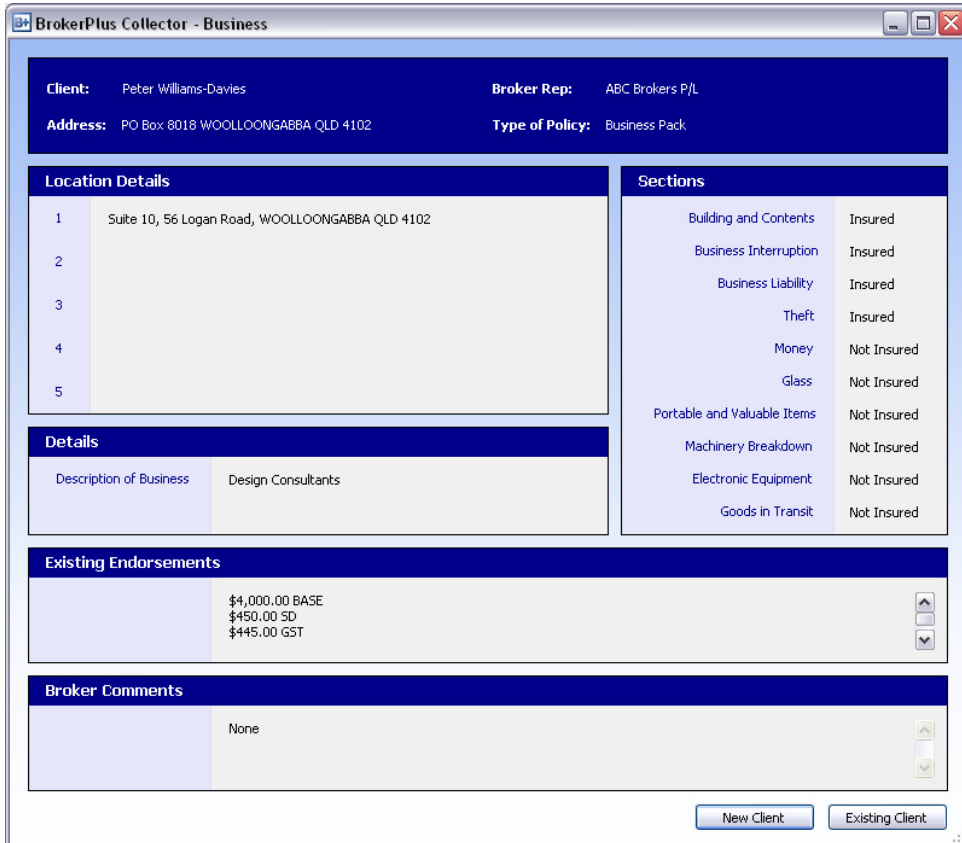 B+ BrokerPlus Collector - Business
Client: Peter Williams-Davies Broker Rep: ABC Brokers P/L
Address: PO Box 8018 WOOLLOONGABBA QLD 4102 Type of Policy: Business Pack
Location Details
1 Suite 10, 56 Logan Road, WOOLLOONGABBA QLD 4102
2
3
4
5
Sections
Building and Contents Insured
Business Interruption Insured
Business Liability Insured
Theft Insured
Money Not Insured
Glass Not Insured
Portable and Valuable Items Not Insured
Machinery Breakdown Not Insured
Electronic Equipment Not Insured
Goods in Transit Not Insured
Details
Description of Business Design Consultants
Existing Endorsements
$4,000.00 BASE
$450.00 SD
$445.00 GST
Broker Comments
None
New Client Existing Client